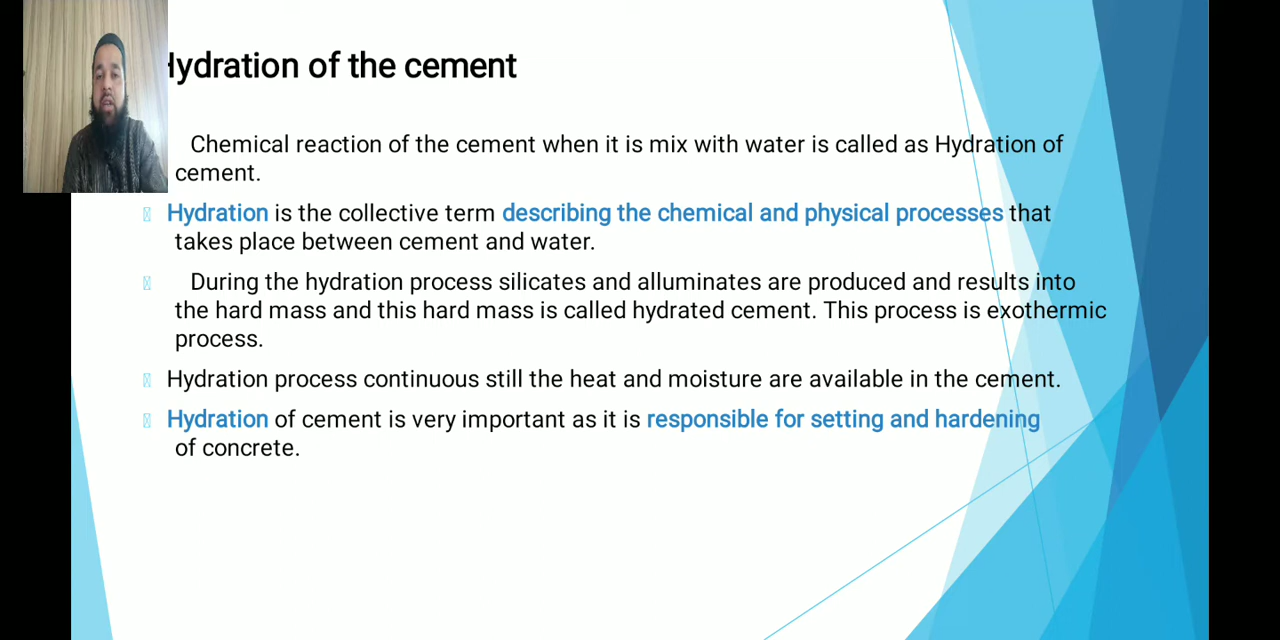 Hydration of the cement
Chemical reaction of the cement when it is mix with water is called as Hydration of
cement.
Hydration is the collective term describing the chemical and physical processes that
takes place between cement and water.
During the hydration process silicates and alluminates are produced and results into
the hard mass and this hard mass is called hydrated cement. This process is exothermic
process.
Hydration process continuous still the heat and moisture are available in the cement.
Hydration of cement is very important as it is responsible for setting and hardening
of concrete.